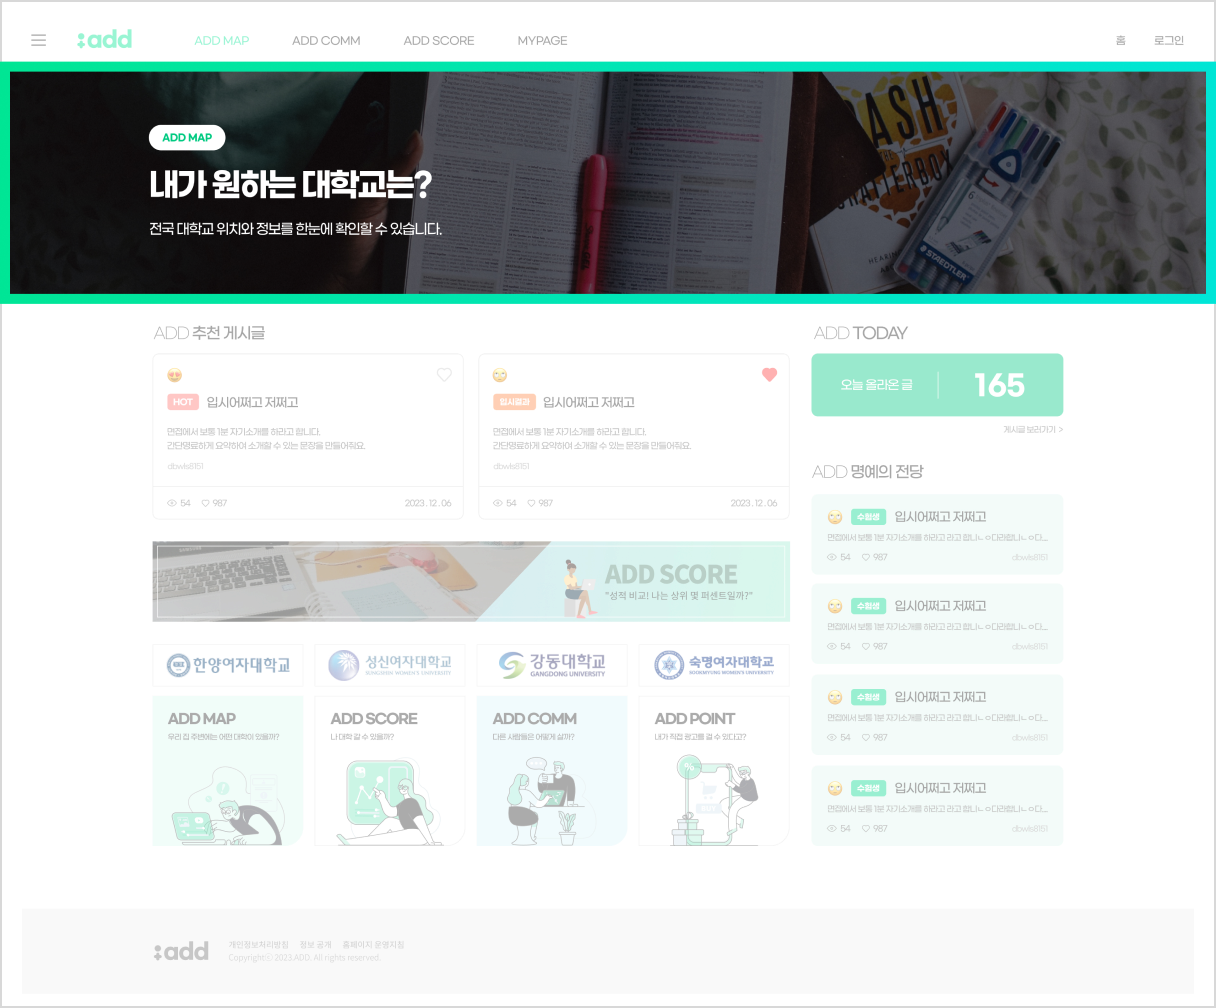 :add
ADD MAP
ADD COMM
ADD SCORE
MYPAGE
홈
로그인
ADD MAP
내가 원하는 대학교는?
전국 대학교 위치와 정보를 한눈에 확인할 수 있습니다.
STAEDTLER
ADD 추천 게시글
HOT
입시어쩌고 저쩌고
면접에서 보통 1분 자기소개를 하라고 합니다.
간단명료하게 요약하여 소개할 수 있는 문장을 만들어줘요.
dbwls8151
54
987
2023.12.06
입시결과
입시어쩌고 저쩌고
면접에서 보통 1분 자기소개를 하라고 합니다.
간단명료하게 요약하여 소개할 수 있는 문장을 만들어줘요.
dbwls8151
54
987
2023.12.06
ADD SCORE
"성적 비교! 나는 상위 몇 퍼센트일까?"
한양여자대학교
성신여자대학교
SUNGSHIN WOMEN'S UNIVERSITY
강동대학교
GANGDONG UNIVERSITY
숙명여자대학교
SOOKMYUNG WOMEN'S UNIVERSITY
ADD MAP
우리 집 주변에는 어떤 대학이 있을까?
ADD SCORE
나 대학 갈 수 있을까?
ADD COMM
다른 사람들은 어떻게 살까?
ADD POINT
내가 직접 광고를 걸 수 있다고?
ADD TODAY
오늘 올라온 글
165
게시글 보러가기 >
ADD 명예의 전당
수험생
입시어쩌고 저쩌고
면접에서 보통 1분 자기소개를 하라고 라고 합니ㄴㅇ다라합니ㄴㅇ다...
54
987
dbwls8151
수험생
입시어쩌고 저쩌고
면접에서 보통 1분 자기소개를 하라고 라고 합니ㄴㅇ다라합니ㄴㅇ다...
54
987
dbwls8151
수험생
입시어쩌고 저쩌고
면접에서 보통 1분 자기소개를 하라고 라고 합니ㄴㅇ다라합니ㄴㅇ다...
54
987
dbwls8151
수험생
입시어쩌고 저쩌고
면접에서 보통 1분 자기소개를 하라고 라고 합니ㄴㅇ다라합니ㄴㅇ다...
54
987
dbwls8151
:add
개인정보처리방침 정보 공개 홈페이지 운영지침
Copyrightⓒ 2023 ADD. All rights reserved.